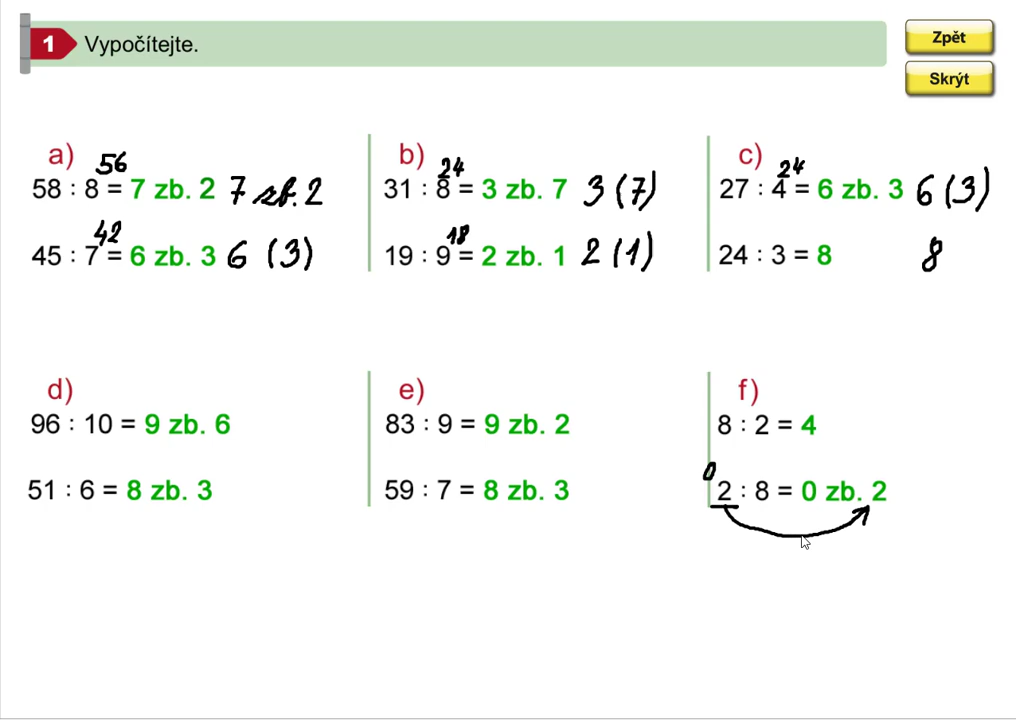 1 Vypočítejte.
Zpět
Skrýt
a)
56
58 : 8 = 7 zb. 2 7 zb. 2
42
45 : 7 = 6 zb. 3 6 (3)
b)
24
31 : 8 = 3 zb. 7 3 (7)
18
19 : 9 = 2 zb. 1 2 (1)
c)
24
27 : 4 = 6 zb. 3 6 (3)
24 : 3 = 8 8
d)
96 : 10 = 9 zb. 6
51 : 6 = 8 zb. 3
e)
83 : 9 = 9 zb. 2
59 : 7 = 8 zb. 3
f)
8 : 2 = 4
0
2 : 8 = 0 zb. 2